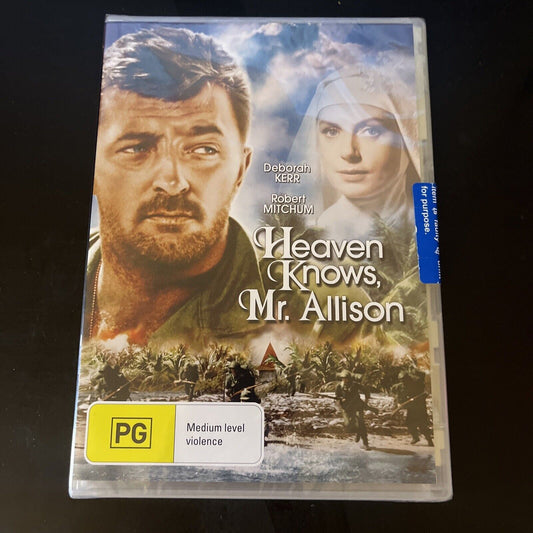 Deborah
KERR
Robert
MITCHUM
Heaven
Knows,
Mr. Allison
for purpose.
PG
Medium level
violence